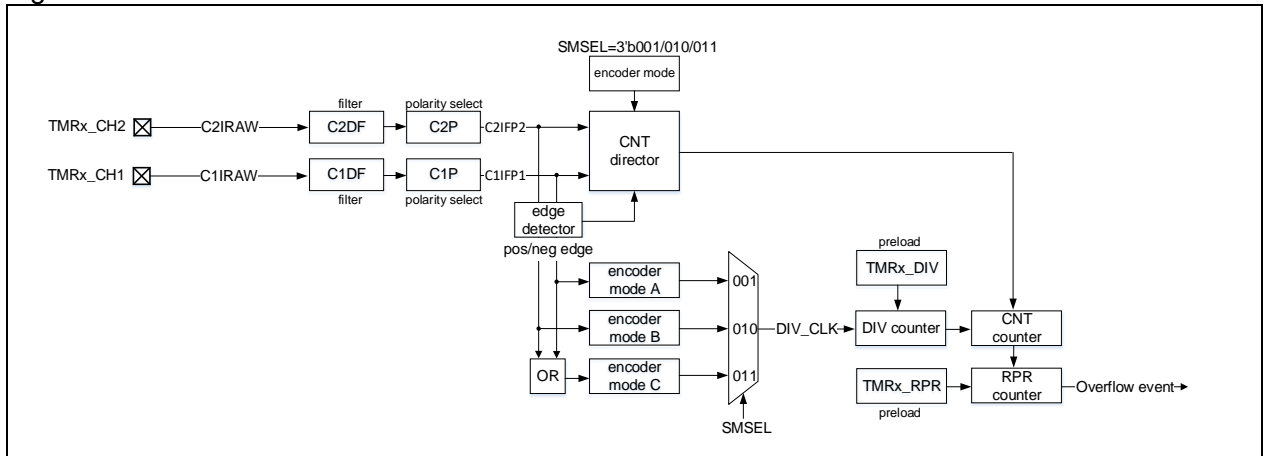 SMSEL=3'b001/010/011
encoder mode
filter
polarity select
TMRx_CH2
C2IRAW
C2DF
C2P
C2IFP2
CNT
director
TMRx_CH1
C1IRAW
C1DF
C1P
C1IFP1
filter
polarity select
edge
detector
pos/neg edge
preload
TMRx_DIV
encoder
mode A
001
encoder
mode B
010
DIV_CLK
DIV counter
CNT
counter
OR
encoder
mode C
011
TMRx_RPR
RPR
counter
Overflow event
preload
SMSEL